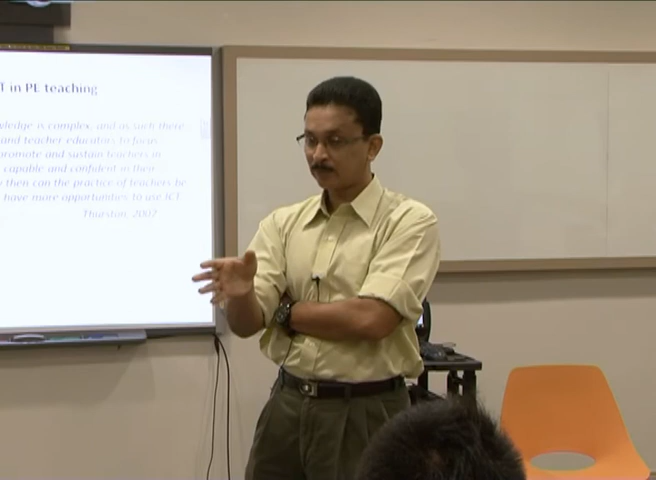 T in PE teaching
ledge is complex, and as such there
and teacher educators to focus
romote and sustain teachers in
capable and confident in their
then can the practice of teachers be
have more opportunities to use ICT
Thurston, 2002